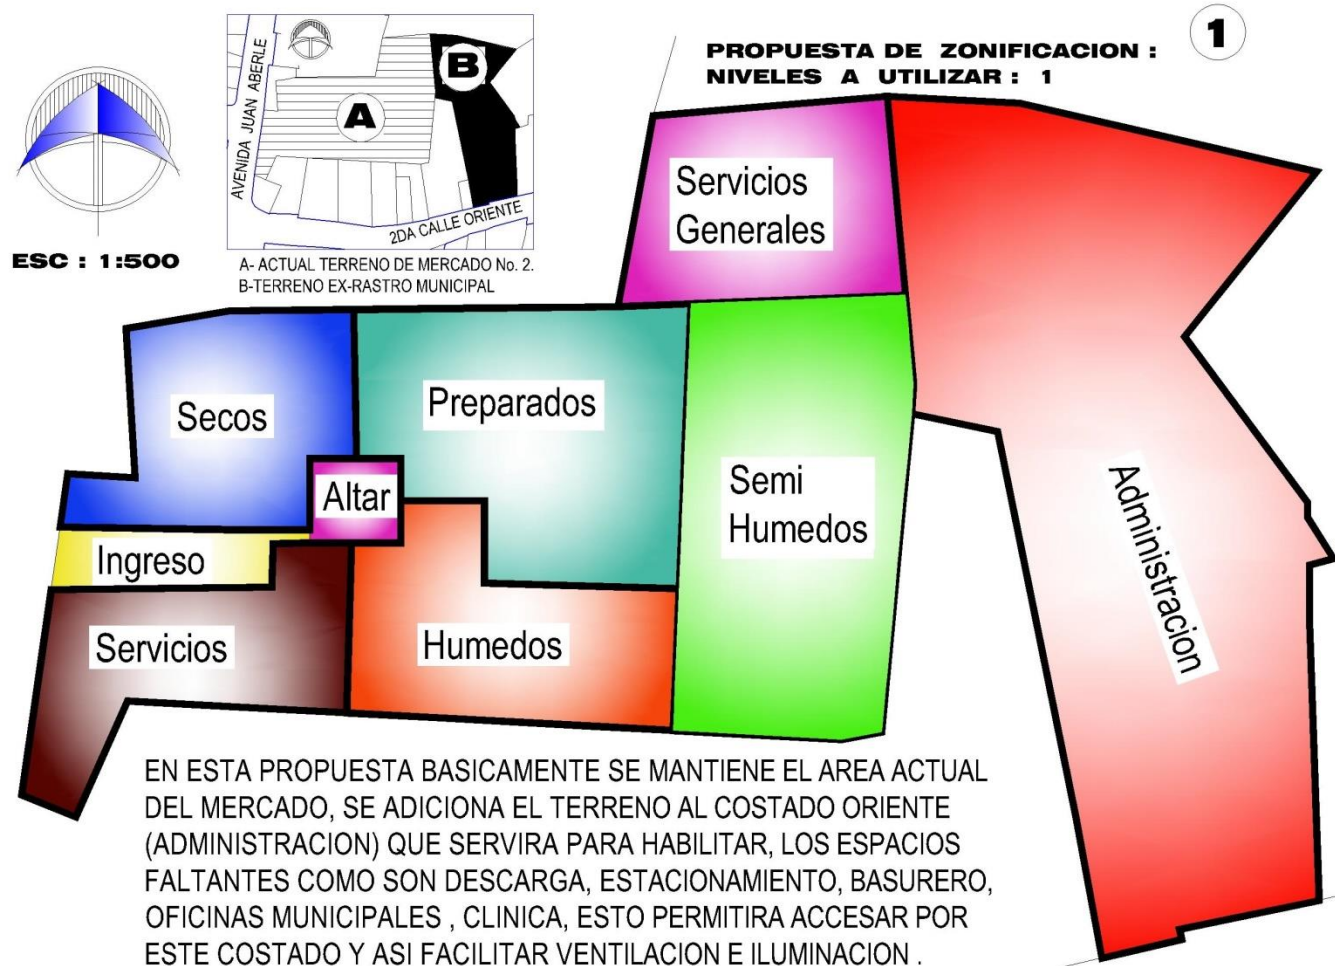 1
PROPUESTA DE ZONIFICACION :
NIVELES A UTILIZAR : 1
AVENIDA JUAN ABERLE
A
B
2DA CALLE ORIENTE
ESC : 1:500
A- ACTUAL TERRENO DE MERCADO No. 2.
B-TERRENO EX-RASTRO MUNICIPAL
Servicios
Generales
Secos
Preparados
Altar
Semi
Humedos
Ingreso
Administracion
Servicios
Humedos
EN ESTA PROPUESTA BASICAMENTE SE MANTIENE EL AREA ACTUAL
DEL MERCADO, SE ADICIONA EL TERRENO AL COSTADO ORIENTE
(ADMINISTRACION) QUE SERVIRA PARA HABILITAR, LOS ESPACIOS
FALTANTES COMO SON DESCARGA, ESTACIONAMIENTO, BASURERO,
OFICINAS MUNICIPALES , CLINICA, ESTO PERMITIRA ACCESAR POR
ESTE COSTADO Y ASI FACILITAR VENTILACION E ILUMINACION .